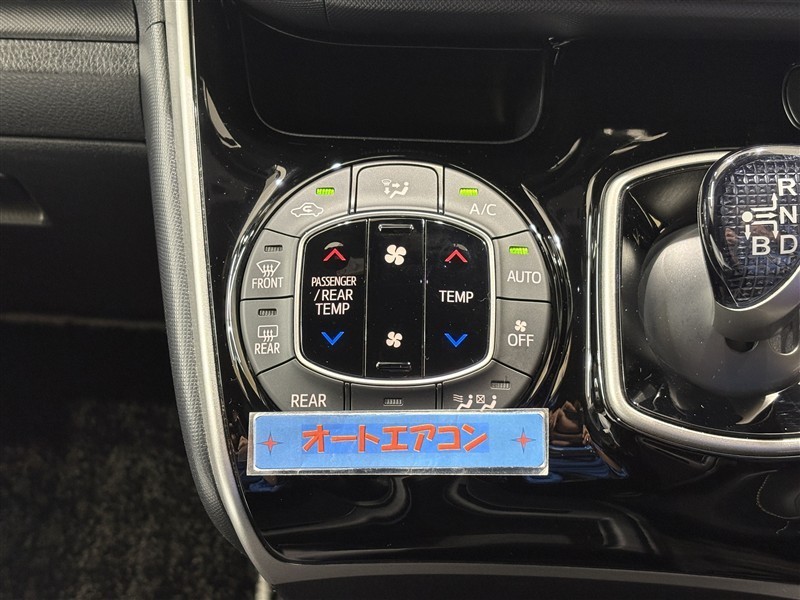 A/C
FRONT
PASSENGER
/REAR
TEMP
TEMP
AUTO
REAR
OFF
REAR
オートエアコン
R
N
B D